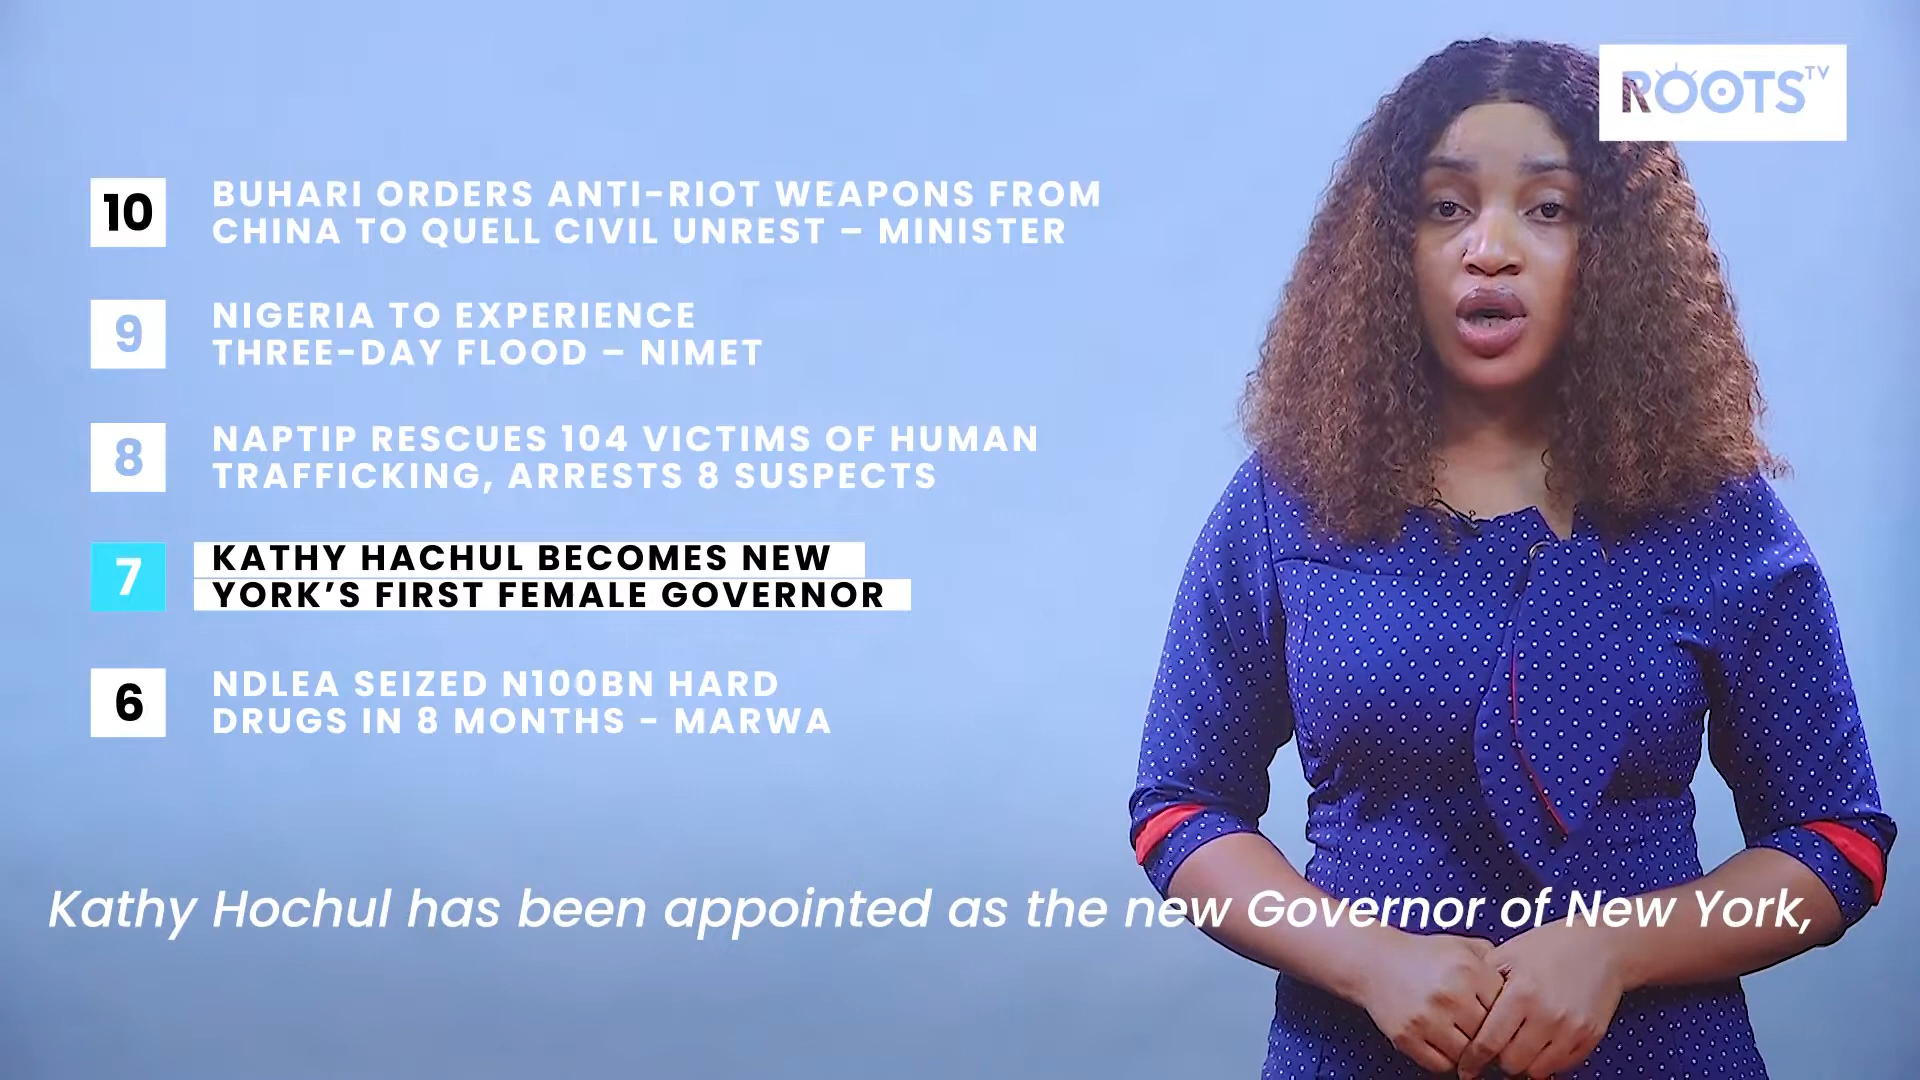 ROOTS TV
10
BUHARI ORDERS ANTI-RIOT WEAPONS FROM
CHINA TO QUELL CIVIL UNREST – MINISTER
9
NIGERIA TO EXPERIENCE
THREE-DAY FLOOD – NIMET
8
NAPTIP RESCUES 104 VICTIMS OF HUMAN
TRAFFICKING, ARRESTS 8 SUSPECTS
7
KATHY HACHUL BECOMES NEW
YORK’S FIRST FEMALE GOVERNOR
6
NDLEA SEIZED N100BN HARD
DRUGS IN 8 MONTHS - MARWA
Kathy Hochul has been appointed as the new Governor of New York,